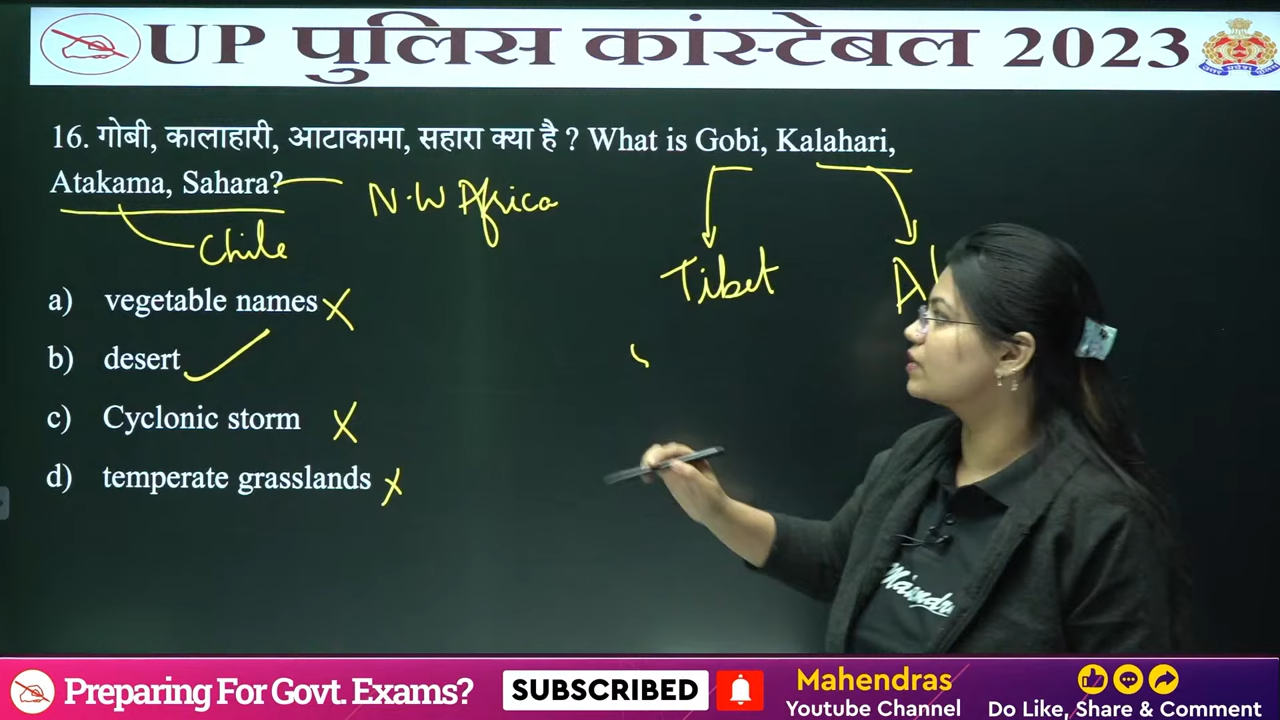 UP पुलिस कांस्टेबल 2023
16. गोबी, कालाहारी, आटाकामा, सहारा क्या है ? What is Gobi, Kalahari,
Atakama, Sahara?
N.W Africa
Chile
Tibet
a) vegetable names
b) desert
c) Cyclonic storm
d) temperate grasslands
Preparing For Govt. Exams?
SUBSCRIBED
Mahendras
YouTube Channel
Do Like, Share & Comment